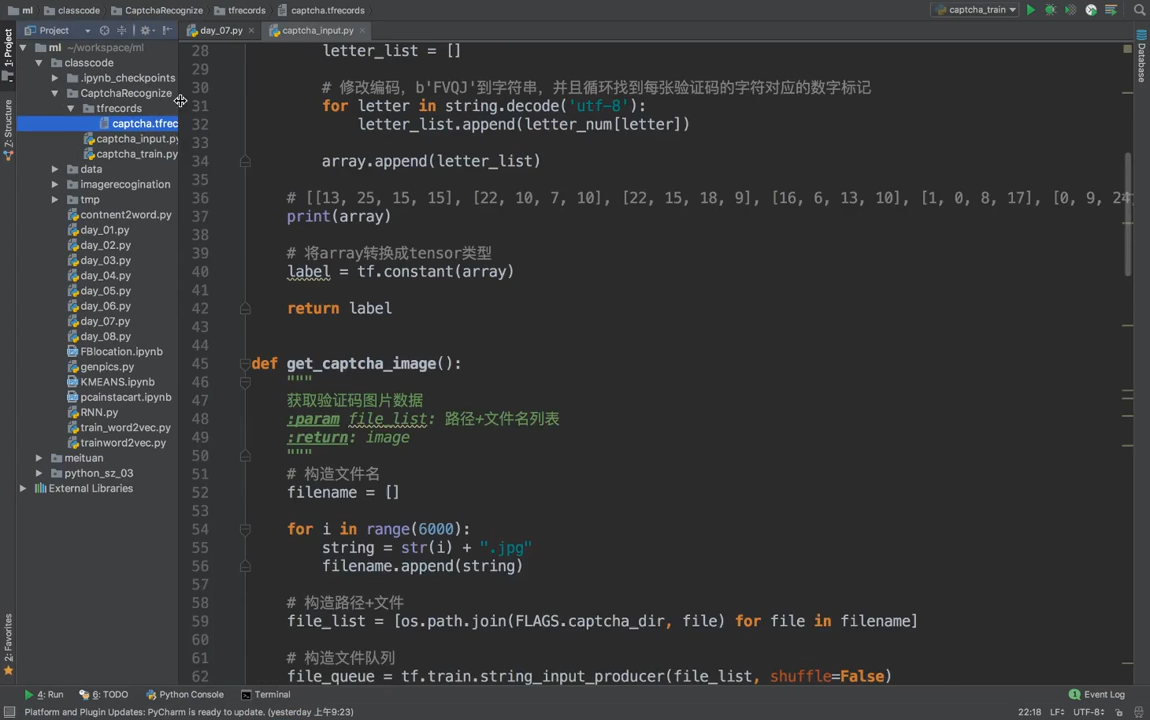 ml classcode CaptchaRecognize tfrecords captcha.tfrecords captcha_train
1: Project
Z: Structure
2: Favorites
Database
Project
ml ~/workspace/ml
classcode
.ipynb_checkpoints
CaptchaRecognize
tfrecords
captcha.tfrec
captcha_input.py
captcha_train.py
data
imagerecogination
tmp
contnent2word.py
day_01.py
day_02.py
day_03.py
day_04.py
day_05.py
day_06.py
day_07.py
day_08.py
FBlocation.ipynb
genpics.py
KMEANS.ipynb
pcainstacart.ipynb
RNN.py
train_word2vec.py
trainword2vec.py
meituan
python_sz_03
External Libraries
day_07.py captcha_input.py
28 letter_list = []
29
30 # 修改编码，b'FVQJ'到字符串，并且循环找到每张验证码的字符对应的数字标记
31 for letter in string.decode('utf-8'):
32 letter_list.append(letter_num[letter])
33
34 array.append(letter_list)
35
36 # [[13, 25, 15, 15], [22, 10, 7, 10], [22, 15, 18, 9], [16, 6, 13, 10], [1, 0, 8, 17], [0, 9, 24
37 print(array)
38
39 # 将array转换成tensor类型
40 label = tf.constant(array)
41
42 return label
43
44
45 def get_captcha_image():
46 """
47 获取验证码图片数据
48 :param file_list: 路径+文件名列表
49 :return: image
50 """
51 # 构造文件名
52 filename = []
53
54 for i in range(6000):
55 string = str(i) + ".jpg"
56 filename.append(string)
57
58 # 构造路径+文件
59 file_list = [os.path.join(FLAGS.captcha_dir, file) for file in filename]
60
61 # 构造文件队列
62 file_queue = tf.train.string_input_producer(file_list, shuffle=False)
4: Run 6: TODO Python Console Terminal 1 Event Log
Platform and Plugin Updates: PyCharm is ready to update. (yesterday 上午9:23) 22:18 LF÷ UTF-8÷